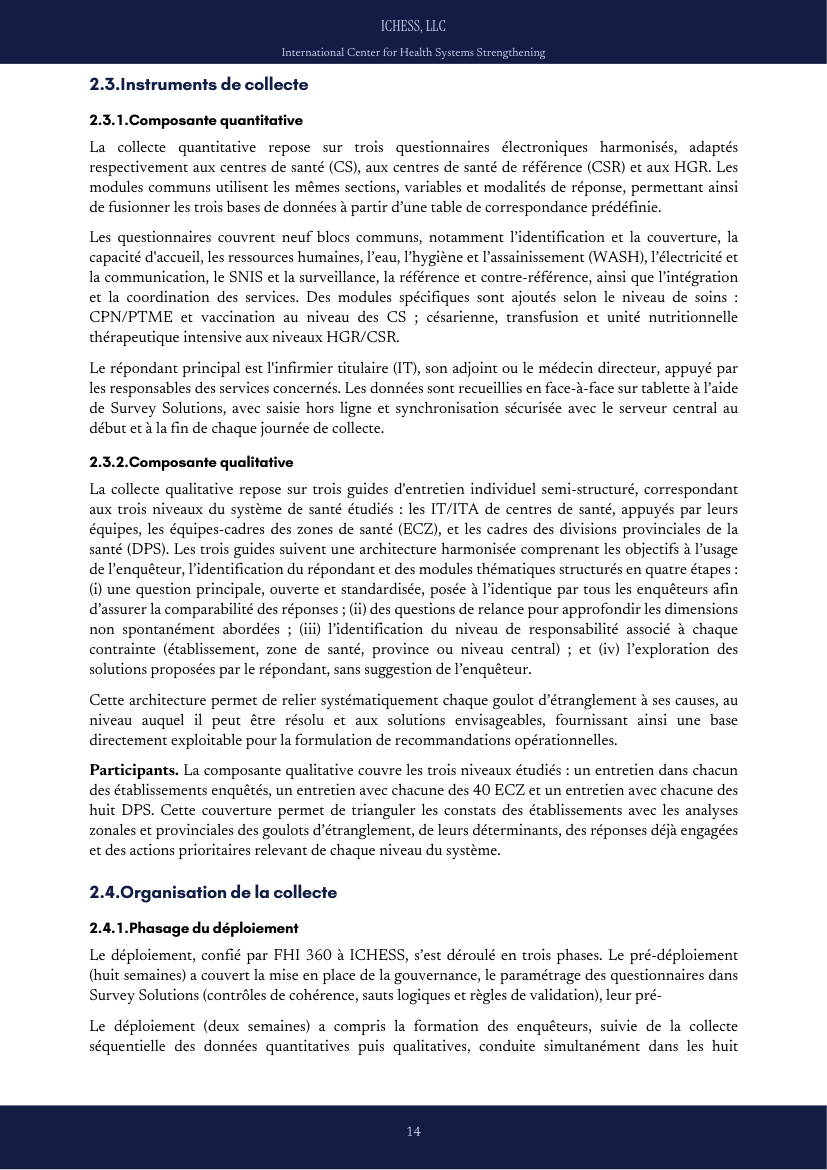 ICHESS, LLC
International Center for Health Systems Strengthening
2.3.Instruments de collecte
2.3.1.Composante quantitative
La collecte quantitative repose sur trois questionnaires électroniques harmonisés, adaptés
respectivement aux centres de santé (CS), aux centres de santé de référence (CSR) et aux HGR. Les
modules communs utilisent les mêmes sections, variables et modalités de réponse, permettant ainsi
de fusionner les trois bases de données à partir d’une table de correspondance prédéfinie.
Les questionnaires couvrent neuf blocs communs, notamment l’identification et la couverture, la
capacité d'accueil, les ressources humaines, l’eau, l’hygiène et l’assainissement (WASH), l’électricité et
la communication, le SNIS et la surveillance, la référence et contre-référence, ainsi que l’intégration
et la coordination des services. Des modules spécifiques sont ajoutés selon le niveau de soins :
CPN/PTME et vaccination au niveau des CS ; césarienne, transfusion et unité nutritionnelle
thérapeutique intensive aux niveaux HGR/CSR.
Le répondant principal est l'infirmier titulaire (IT), son adjoint ou le médecin directeur, appuyé par
les responsables des services concernés. Les données sont recueillies en face-à-face sur tablette à l’aide
de Survey Solutions, avec saisie hors ligne et synchronisation sécurisée avec le serveur central au
début et à la fin de chaque journée de collecte.
2.3.2.Composante qualitative
La collecte qualitative repose sur trois guides d'entretien individuel semi-structuré, correspondant
aux trois niveaux du système de santé étudiés : les IT/ITA de centres de santé, appuyés par leurs
équipes, les équipes-cadres des zones de santé (ECZ), et les cadres des divisions provinciales de la
santé (DPS). Les trois guides suivent une architecture harmonisée comprenant les objectifs à l’usage
de l’enquêteur, l’identification du répondant et des modules thématiques structurés en quatre étapes :
(i) une question principale, ouverte et standardisée, posée à l’identique par tous les enquêteurs afin
d’assurer la comparabilité des réponses ; (ii) des questions de relance pour approfondir les dimensions
non spontanément abordées ; (iii) l’identification du niveau de responsabilité associé à chaque
contrainte (établissement, zone de santé, province ou niveau central) ; et (iv) l’exploration des
solutions proposées par le répondant, sans suggestion de l’enquêteur.
Cette architecture permet de relier systématiquement chaque goulot d’étranglement à ses causes, au
niveau auquel il peut être résolu et aux solutions envisageables, fournissant ainsi une base
directement exploitable pour la formulation de recommandations opérationnelles.
Participants. La composante qualitative couvre les trois niveaux étudiés : un entretien dans chacun
des établissements enquêtés, un entretien avec chacune des 40 ECZ et un entretien avec chacune des
huit DPS. Cette couverture permet de trianguler les constats des établissements avec les analyses
zonales et provinciales des goulots d’étranglement, de leurs déterminants, des réponses déjà engagées
et des actions prioritaires relevant de chaque niveau du système.
2.4.Organisation de la collecte
2.4.1.Phasage du déploiement
Le déploiement, confié par FHI 360 à ICHESS, s’est déroulé en trois phases. Le pré-déploiement
(huit semaines) a couvert la mise en place de la gouvernance, le paramétrage des questionnaires dans
Survey Solutions (contrôles de cohérence, sauts logiques et règles de validation), leur pré-
Le déploiement (deux semaines) a compris la formation des enquêteurs, suivie de la collecte
séquentielle des données quantitatives puis qualitatives, conduite simultanément dans les huit
14